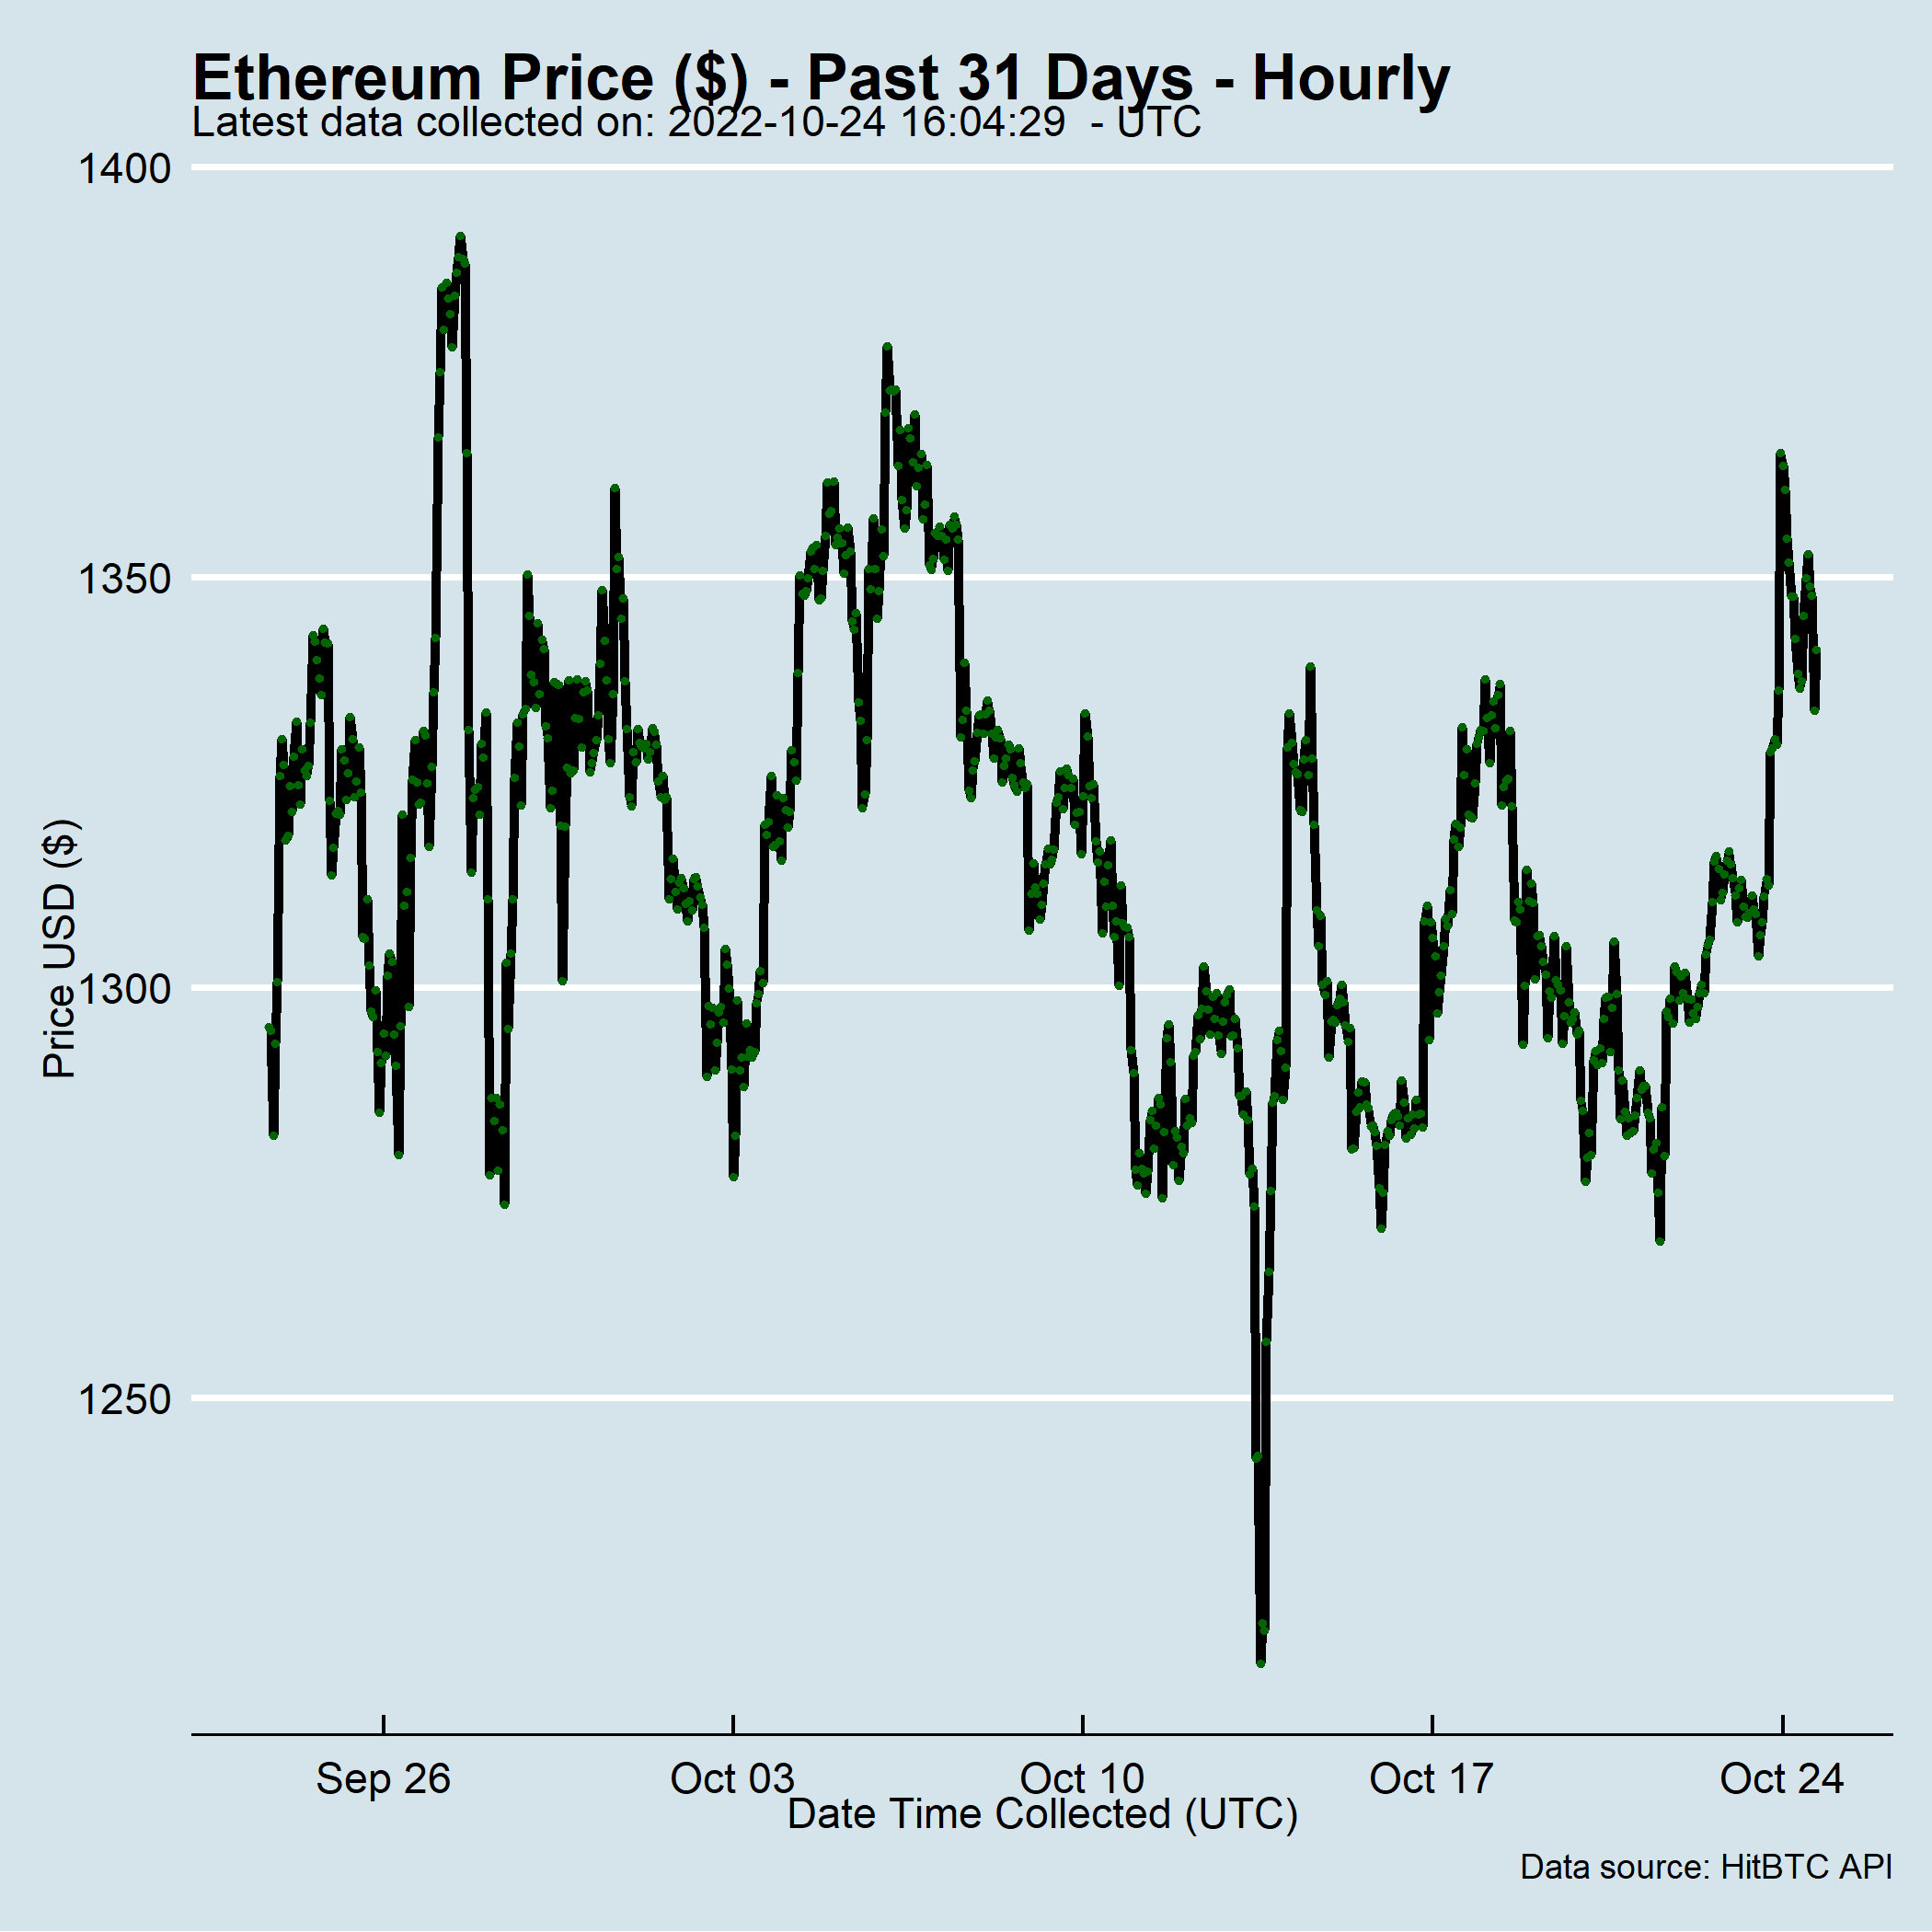 Ethereum Price ($) - Past 31 Days - Hourly
Latest data collected on: 2022-10-24 16:04:29  - UTC
1400
1350
1300
1250
Price USD ($)
Sep 26
Oct 03
Oct 10
Oct 17
Oct 24
Date Time Collected (UTC)
Data source: HitBTC API